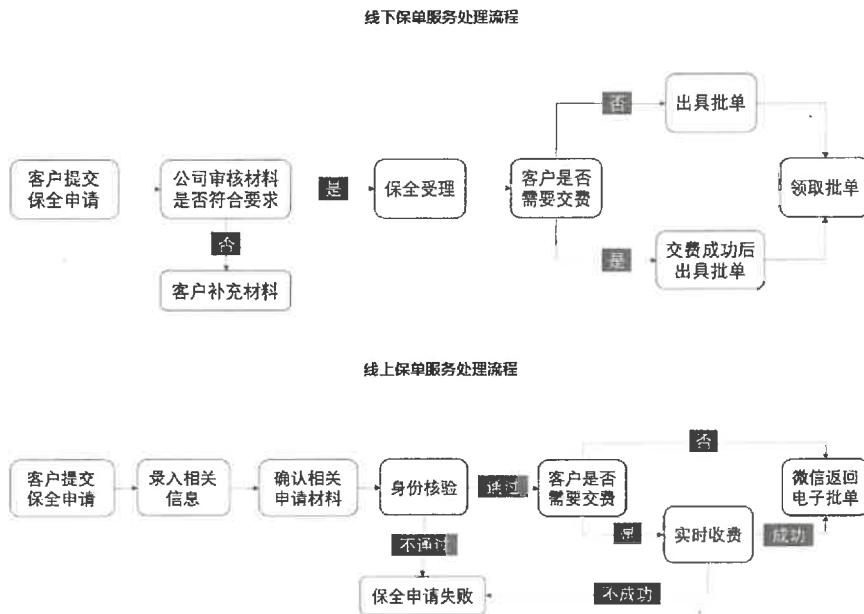 线下保单服务处理流程
否
出具批单
客户提交
保全申请
公司审核材料
是否符合要求
是
保全受理
客户是否
需要交费
领取批单
否
是
交费成功后
出具批单
客户补充材料
线上保单服务处理流程
否
客户提交
保全申请
录入相关
信息
确认相关
申请材料
身份核验
通过
客户是否
需要交费
微信返回
电子批单
是
实时收费
成功
不通过
不成功
保全申请失败